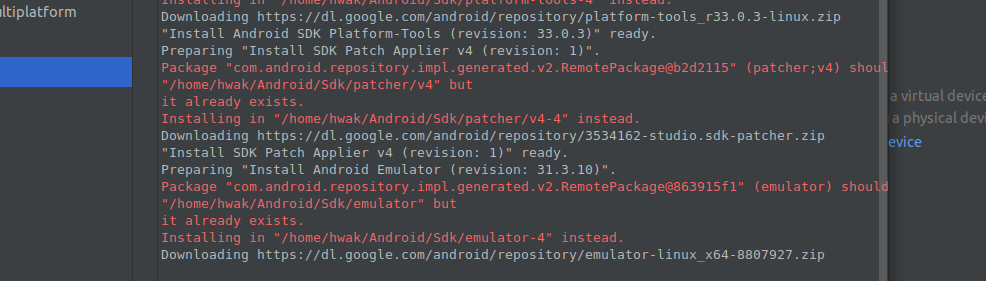 ultiplatform
Installing in "/home/hwak/Android/Sdk/platform-tools-4" instead.
Downloading https://dl.google.com/android/repository/platform-tools_r33.0.3-linux.zip
"Install Android SDK Platform-Tools (revision: 33.0.3)" ready.
Preparing "Install SDK Patch Applier v4 (revision: 1)".
Package "com.android.repository.impl.generated.v2.RemotePackage@b2d2115" (patcher;v4) shoul
"/home/hwak/Android/Sdk/patcher/v4" but
it already exists.
Installing in "/home/hwak/Android/Sdk/patcher/v4-4" instead.
Downloading https://dl.google.com/android/repository/3534162-studio.sdk-patcher.zip
"Install SDK Patch Applier v4 (revision: 1)" ready.
Preparing "Install Android Emulator (revision: 31.3.10)".
Package "com.android.repository.impl.generated.v2.RemotePackage@863915f1" (emulator) should
"/home/hwak/Android/Sdk/emulator" but
it already exists.
Installing in "/home/hwak/Android/Sdk/emulator-4" instead.
Downloading https://dl.google.com/android/repository/emulator-linux_x64-8807927.zip
a virtual device
a physical devi
evice